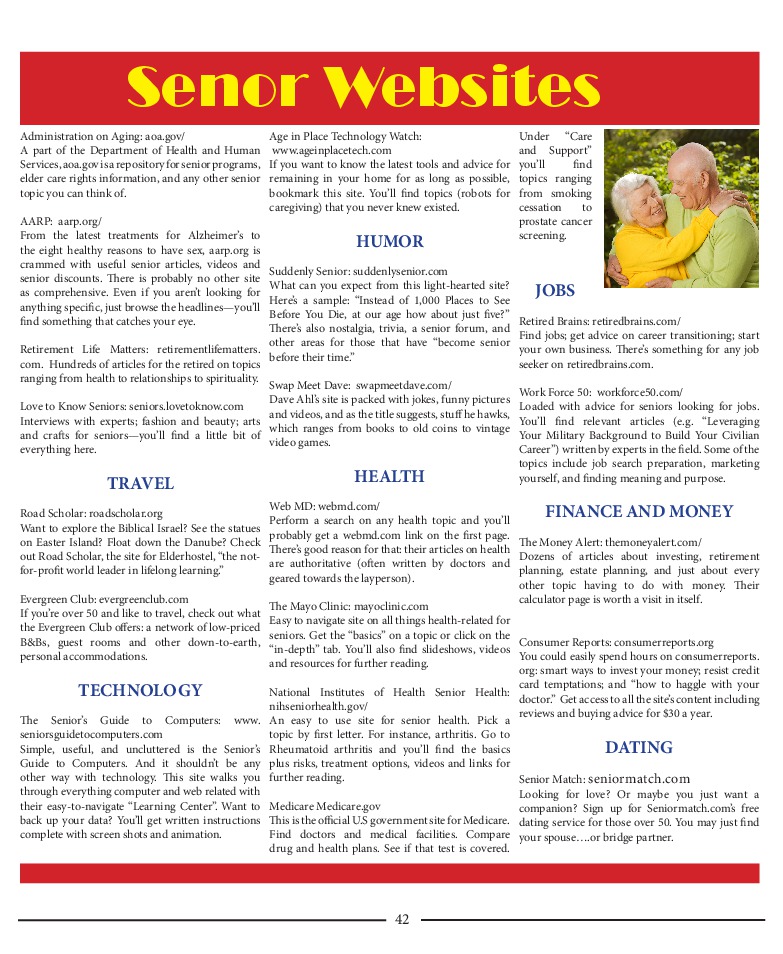 Senor Websites
Administration on Aging: aoa.gov/
A part of the Department of Health and Human
Services, aoa.gov is a repository for senior programs,
elder care rights information, and any other senior
topic you can think of.
AARP: aarp.org/
From the latest treatments for Alzheimer's to
the eight healthy reasons to have sex, aarp.org is
crammed with useful senior articles, videos and
senior discounts. There is probably no other site
as comprehensive. Even if you aren't looking for
anything specific, just browse the headlines—you'll
find something that catches your eye.
Retirement Life Matters: retirementlifematters.
com. Hundreds of articles for the retired on topics
ranging from health to relationships to spirituality.
Love to Know Seniors: seniors.lovetoknow.com
Interviews with experts; fashion and beauty; arts
and crafts for seniors—you'll find a little bit of
everything here.
TRAVEL
Road Scholar: roadscholar.org
Want to explore the Biblical Israel? See the statues
on Easter Island? Float down the Danube? Check
out Road Scholar, the site for Elderhostel, "the not-
for-profit world leader in lifelong learning."
Evergreen Club: evergreenclub.com
If you're over 50 and like to travel, check out what
the Evergreen Club offers: a network of low-priced
B&Bs, guest rooms and other down-to-earth,
personal accommodations.
TECHNOLOGY
The Senior's Guide to Computers: www.
seniorsguidetocomputers.com
Simple, useful, and uncluttered is the Senior's
Guide to Computers. And it shouldn't be any
other way with technology. This site walks you
through everything computer and web related with
their easy-to-navigate "Learning Center". Want to
back up your data? You'll get written instructions
complete with screen shots and animation.
Age in Place Technology Watch:
www.ageinplacetech.com
If you want to know the latest tools and advice for
remaining in your home for as long as possible,
bookmark this site. You'll find topics (robots for
caregiving) that you never knew existed.
HUMOR
Suddenly Senior: suddenlysenior.com
What can you expect from this light-hearted site?
Here's a sample: "Instead of 1,000 Places to See
Before You Die, at our age how about just five?"
There's also nostalgia, trivia, a senior forum, and
other areas for those that have "become senior
before their time."
Swap Meet Dave: swapmeetdave.com/
Dave Ahl's site is packed with jokes, funny pictures
and videos, and as the title suggests, stuff he hawks,
which ranges from books to old coins to vintage
video games.
HEALTH
Web MD: webmd.com/
Perform a search on any health topic and you'll
probably get a webmd.com link on the first page.
There's good reason for that: their articles on health
are authoritative (often written by doctors and
geared towards the layperson).
The Mayo Clinic: mayoclinic.com
Easy to navigate site on all things health-related for
seniors. Get the "basics" on a topic or click on the
"in-depth" tab. You'll also find slideshows, videos
and resources for further reading.
National Institutes of Health Senior Health:
nihseniorhealth.gov/
An easy to use site for senior health. Pick a
topic by first letter. For instance, arthritis. Go to
Rheumatoid arthritis and you'll find the basics
plus risks, treatment options, videos and links for
further reading.
Medicare Medicare.gov
This is the official U.S government site for Medicare.
Find doctors and medical facilities. Compare
drug and health plans. See if that test is covered.
Under "Care
and Support"
you'll find
topics ranging
from smoking
cessation to
prostate cancer
screening.
JOBS
Retired Brains: retiredbrains.com/
Find jobs; get advice on career transitioning; start
your own business. There's something for any job
seeker on retiredbrains.com.
Work Force 50: workforce50.com/
Loaded with advice for seniors looking for jobs.
You'll find relevant articles (e.g. "Leveraging
Your Military Background to Build Your Civilian
Career") written by experts in the field. Some of the
topics include job search preparation, marketing
yourself, and finding meaning and purpose.
FINANCE AND MONEY
The Money Alert: themoneyalert.com/
Dozens of articles about investing, retirement
planning, estate planning, and just about every
other topic having to do with money. Their
calculator page is worth a visit in itself.
Consumer Reports: consumerreports.org
You could easily spend hours on consumerreports.
org: smart ways to invest your money; resist credit
card temptations; and "how to haggle with your
doctor." Get access to all the site's content including
reviews and buying advice for $30 a year.
DATING
Senior Match: seniormatch.com
Looking for love? Or maybe you just want a
companion? Sign up for Seniormatch.com's free
dating service for those over 50. You may just find
your spouse….or bridge partner.
42